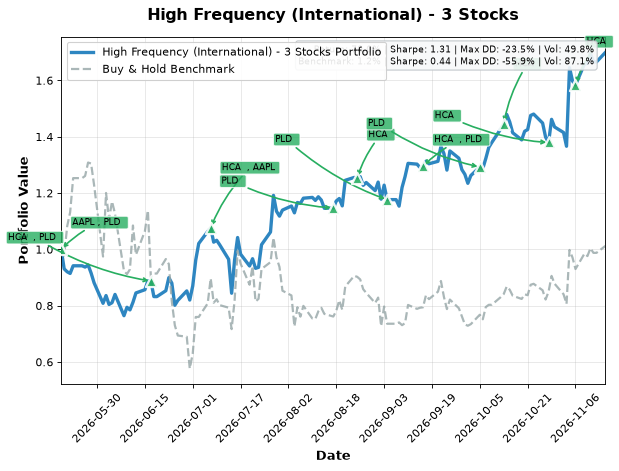 High Frequency (International) - 3 Stocks
High Frequency (International) - 3 Stocks Portfolio
Buy & Hold Benchmark
Sharpe: 1.31 | Max DD: -23.5% | Vol: 49.8%
Benchmark: 1.2% Sharpe: 0.44 | Max DD: -55.9% | Vol: 87.1%
HCA
HCA
PLD
HCA
PLD
HCA , PLD
HCA , AAPL
PLD
AAPL , PLD
HCA , PLD
Portfolio Value
1.6
1.4
1.2
1.0
0.8
0.6
2026-05-30
2026-06-15
2026-07-01
2026-07-17
2026-08-02
2026-08-18
2026-09-03
2026-09-19
2026-10-05
2026-10-21
2026-11-06
Date